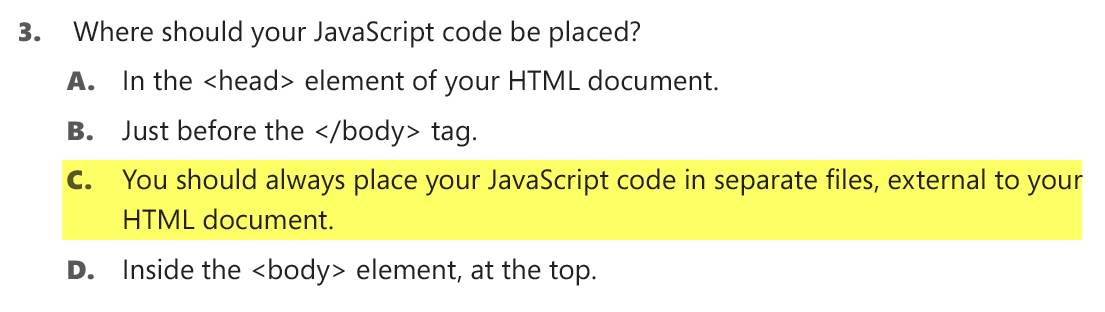 3. Where should your JavaScript code be placed?
A. In the <head> element of your HTML document.
B. Just before the </body> tag.
C. You should always place your JavaScript code in separate files, external to your
HTML document.
D. Inside the <body> element, at the top.